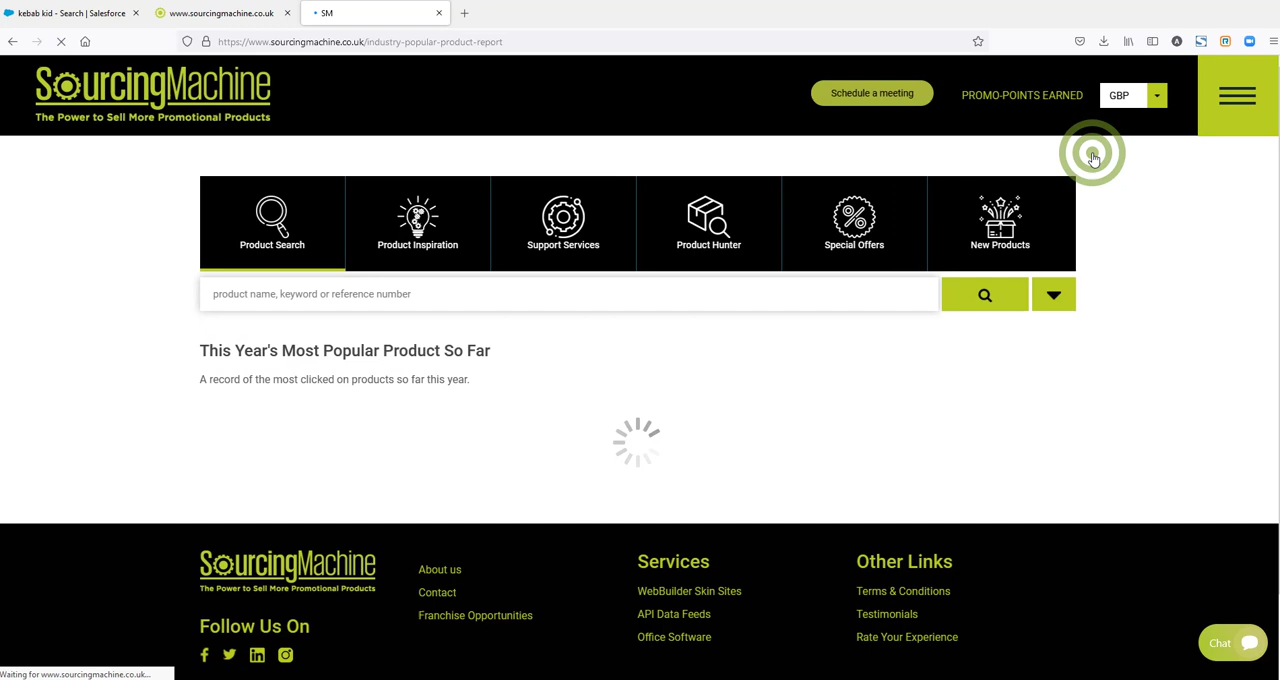 kebab kid - Search | Salesforce
www.sourcingmachine.co.uk
SM
https://www.sourcingmachine.co.uk/industry-popular-product-report
SourcingMachine
The Power to Sell More Promotional Products
Schedule a meeting
PROMO-POINTS EARNED
GBP
Product Search
Product Inspiration
Support Services
Product Hunter
Special Offers
New Products
product name, keyword or reference number
This Year's Most Popular Product So Far
A record of the most clicked on products so far this year.
SourcingMachine
The Power to Sell More Promotional Products
Follow Us On
About us
Contact
Franchise Opportunities
Services
WebBuilder Skin Sites
API Data Feeds
Office Software
Other Links
Terms & Conditions
Testimonials
Rate Your Experience
Chat
Waiting for www.sourcingmachine.co.uk...